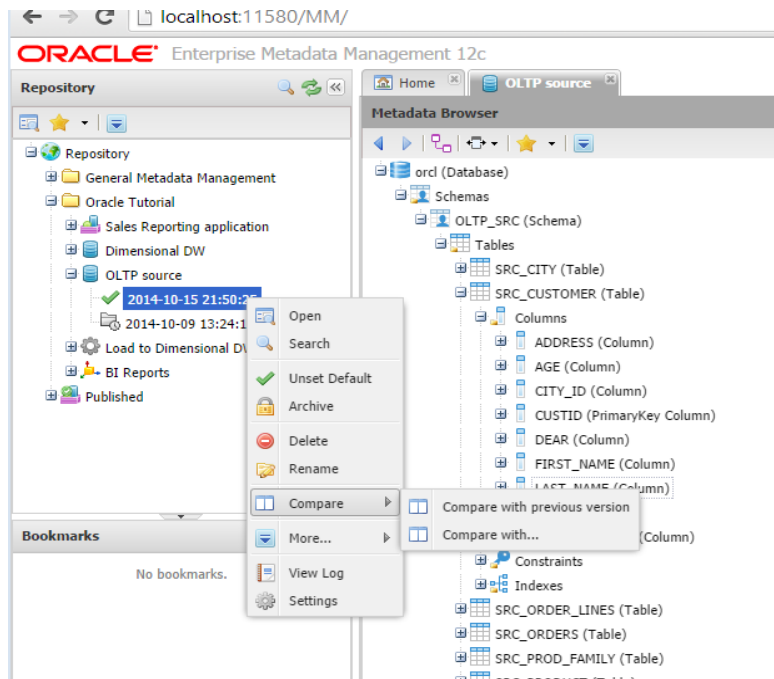 localhost:11580/MM/
ORACLE® Enterprise Metadata Management 12c
Repository
Repository
General Metadata Management
Oracle Tutorial
Sales Reporting application
Dimensional DW
OLTP source
2014-10-15 21:50:25
2014-10-09 13:24:1
Load to Dimensional D
BI Reports
Published
Open
Search
Unset Default
Archive
Delete
Rename
Compare
More...
View Log
Settings
Compare with previous version
Compare with...
Bookmarks
No bookmarks.
Home
OLTP source
Metadata Browser
orcl (Database)
Schemas
OLTP_SRC (Schema)
Tables
SRC_CITY (Table)
SRC_CUSTOMER (Table)
Columns
ADDRESS (Column)
AGE (Column)
CITY_ID (Column)
CUSTID (PrimaryKey Column)
DEAR (Column)
FIRST_NAME (Column)
LAST_NAME (Column)
(Column)
Constraints
Indexes
SRC_ORDER_LINES (Table)
SRC_ORDERS (Table)
SRC_PROD_FAMILY (Table)